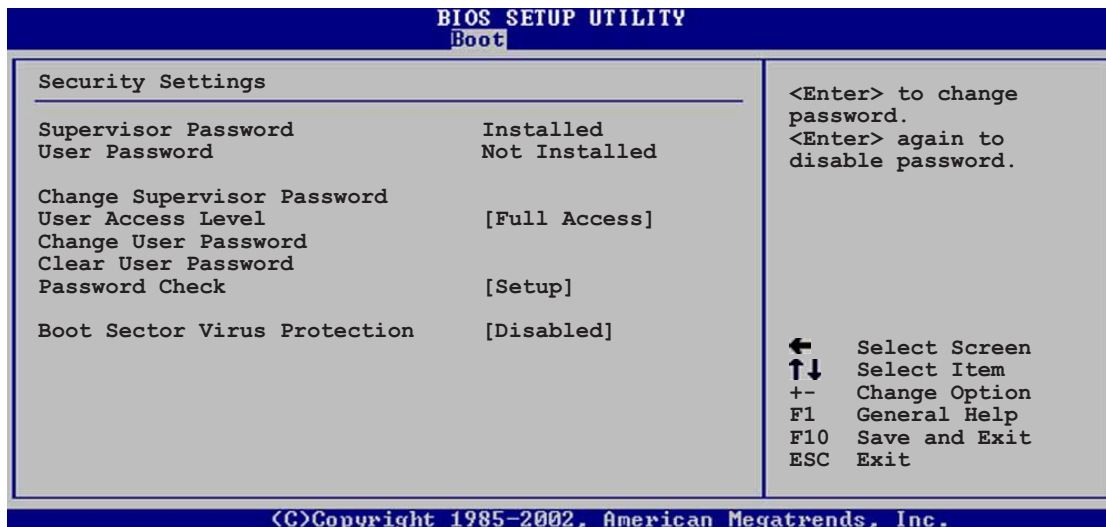 BIOS SETUP UTILITY
Boot
Security Settings
Supervisor Password Installed
User Password Not Installed
Change Supervisor Password
User Access Level [Full Access]
Change User Password
Clear User Password
Password Check [Setup]
Boot Sector Virus Protection [Disabled]
<Enter> to change
password.
<Enter> again to
disable password.
← Select Screen
↑↓ Select Item
+- Change Option
F1 General Help
F10 Save and Exit
ESC Exit
(C)Copyright 1985-2002, American Megatrends, Inc.